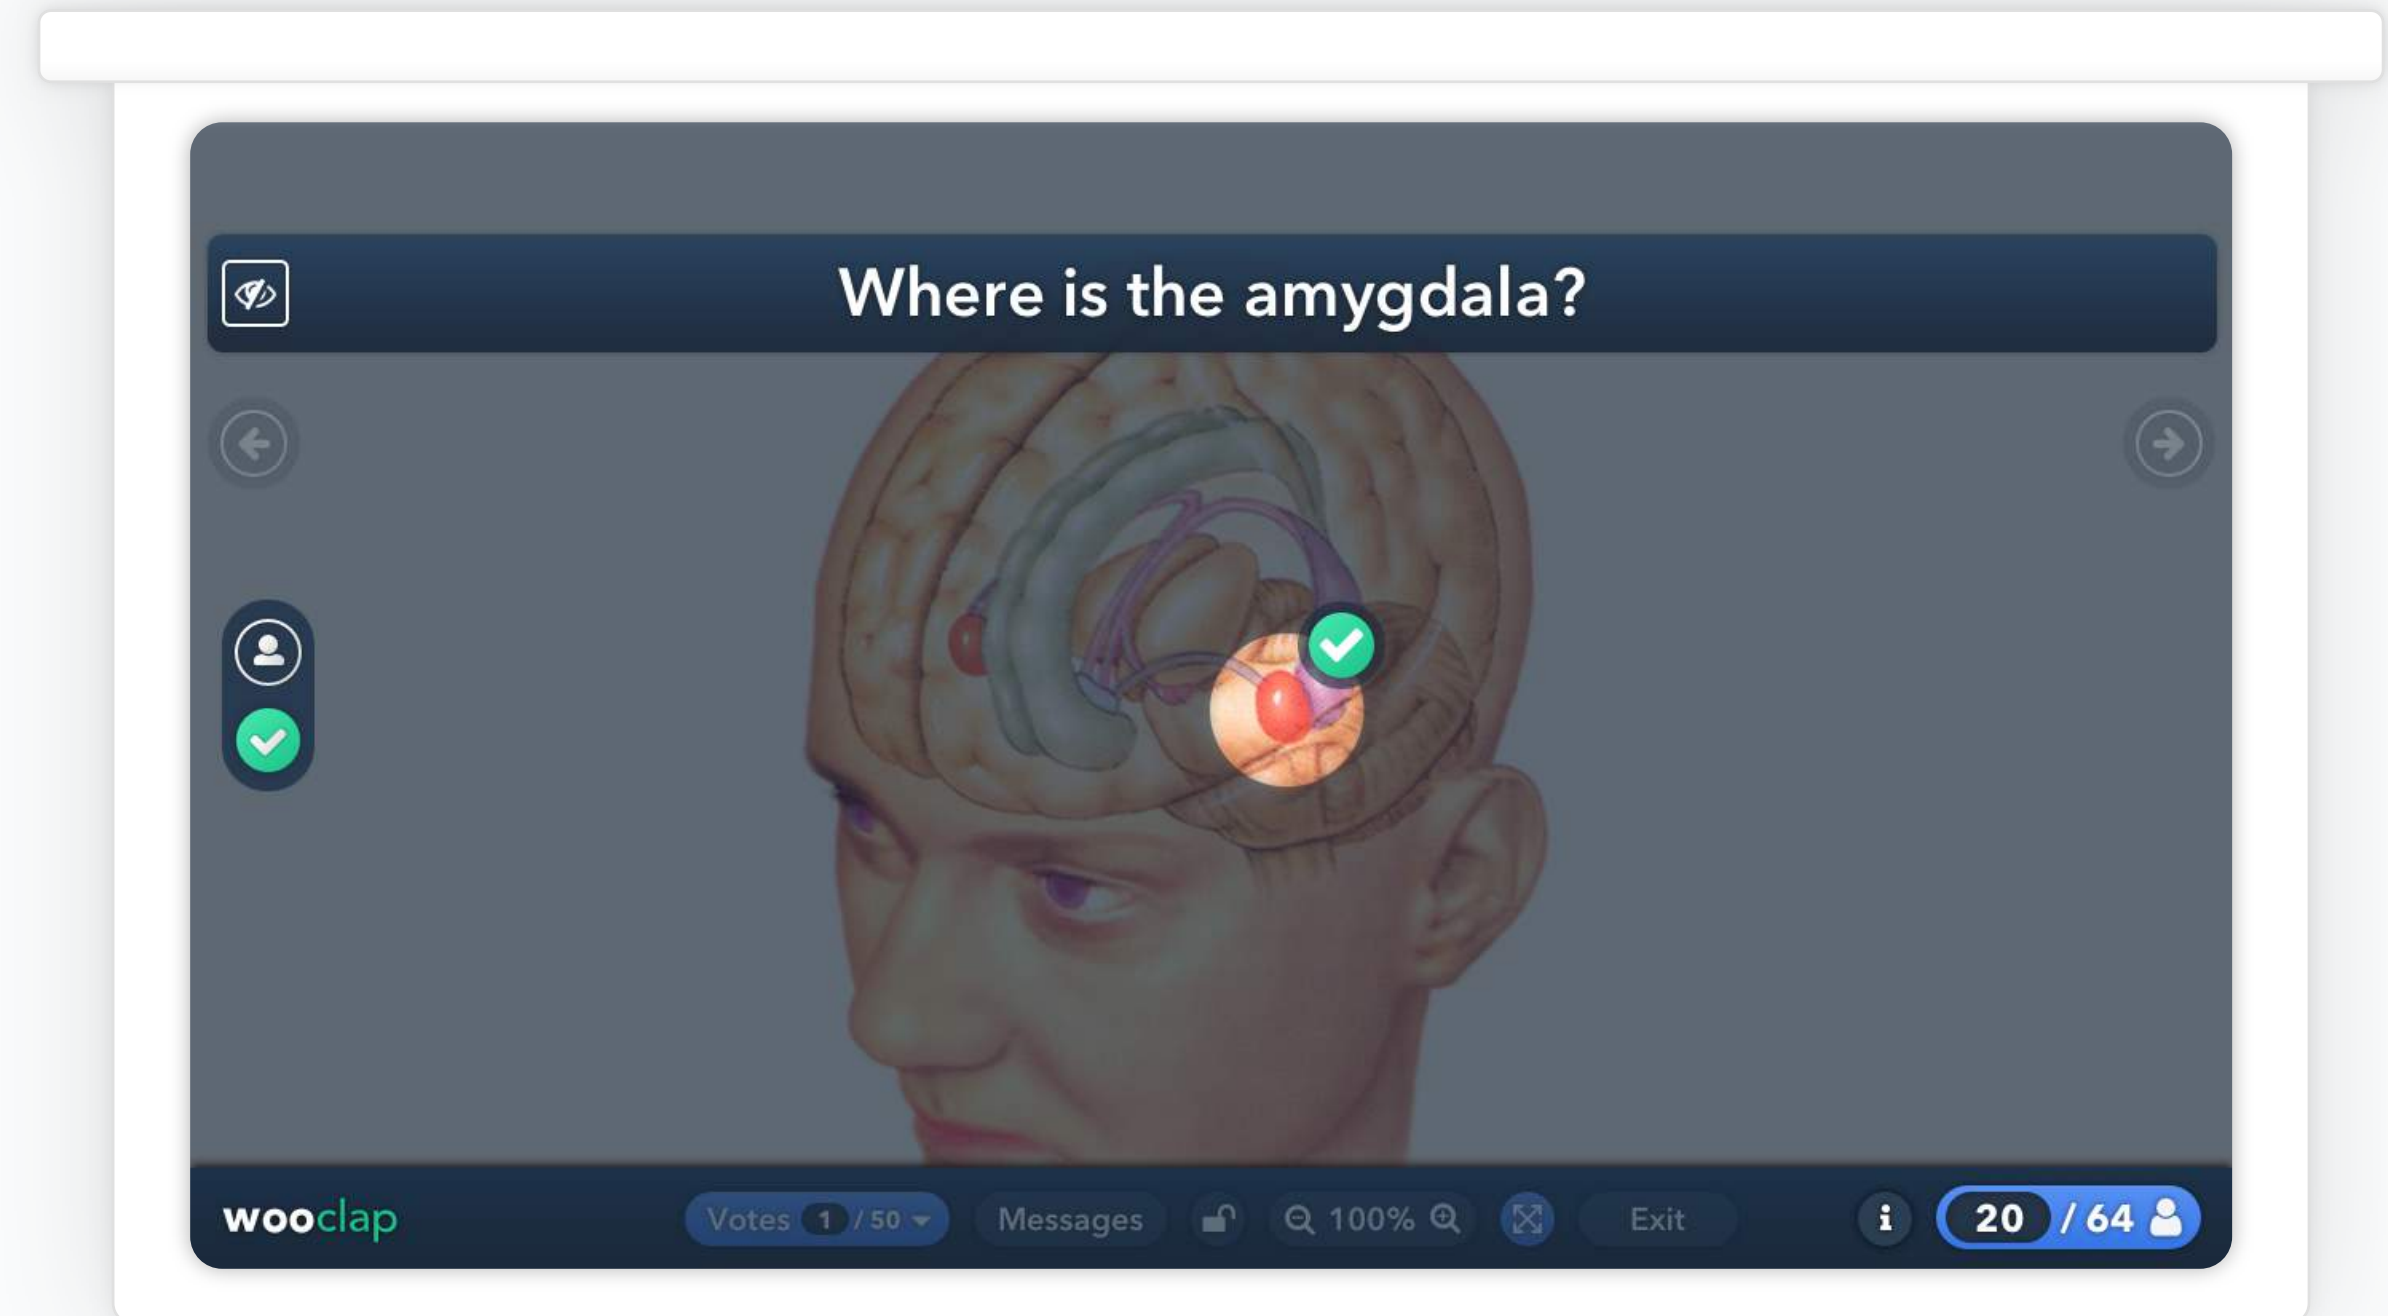 Where is the amygdala?
wooclap
Votes 1 / 50
Messages
100%
Exit
i
20 / 64